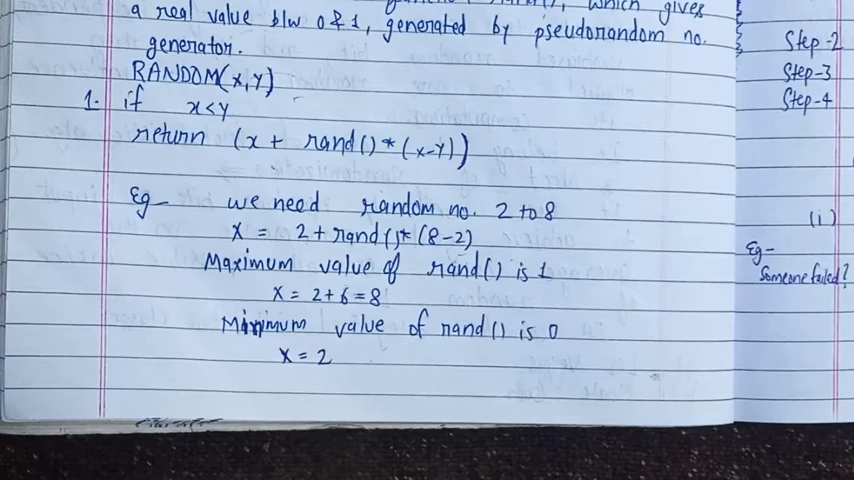 which gives
a real value b/w 0 & 1, generated by pseudorandom no.
generator.
RANDOM(x,y)
1. if x<y
return (x + rand()*(x-y))
Eg- we need random no. 2 to 8
x = 2+rand()*(8-2)
Maximum value of rand() is 1
x = 2+6=8
Minimum value of rand() is 0
x = 2
Step-2
Step-3
Step-4
(i)
Eg-
Someone failed?